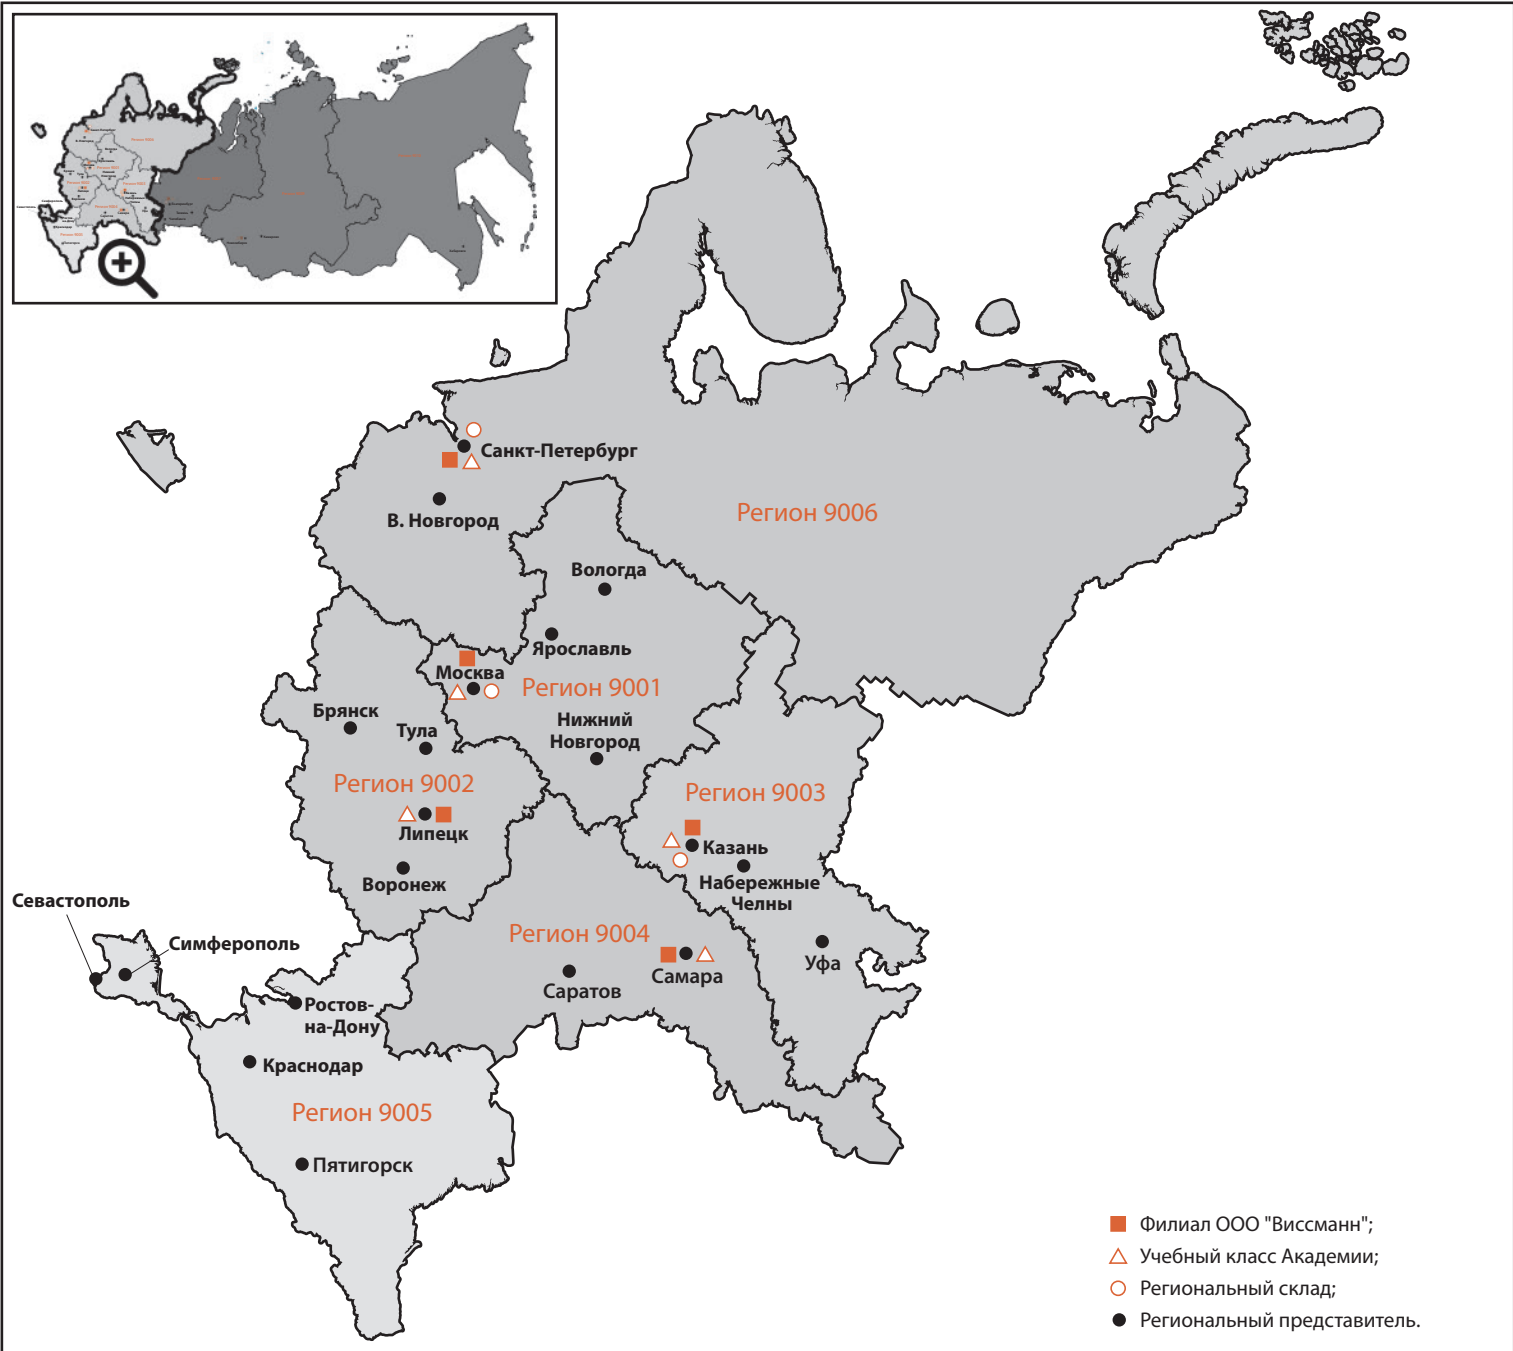 Санкт-Петербург
В. Новгород
Регион 9006
Вологда
Ярославль
Москва
Регион 9001
Брянск
Тула
Нижний
Новгород
Регион 9002
Регион 9003
Липецк
Казань
Воронеж
Набережные
Челны
Севастополь
Симферополь
Регион 9004
Самара
Саратов
Уфа
Ростов-
на-Дону
Краснодар
Регион 9005
Пятигорск
Филиал ООО "Виссманн";
Учебный класс Академии;
Региональный склад;
Региональный представитель.